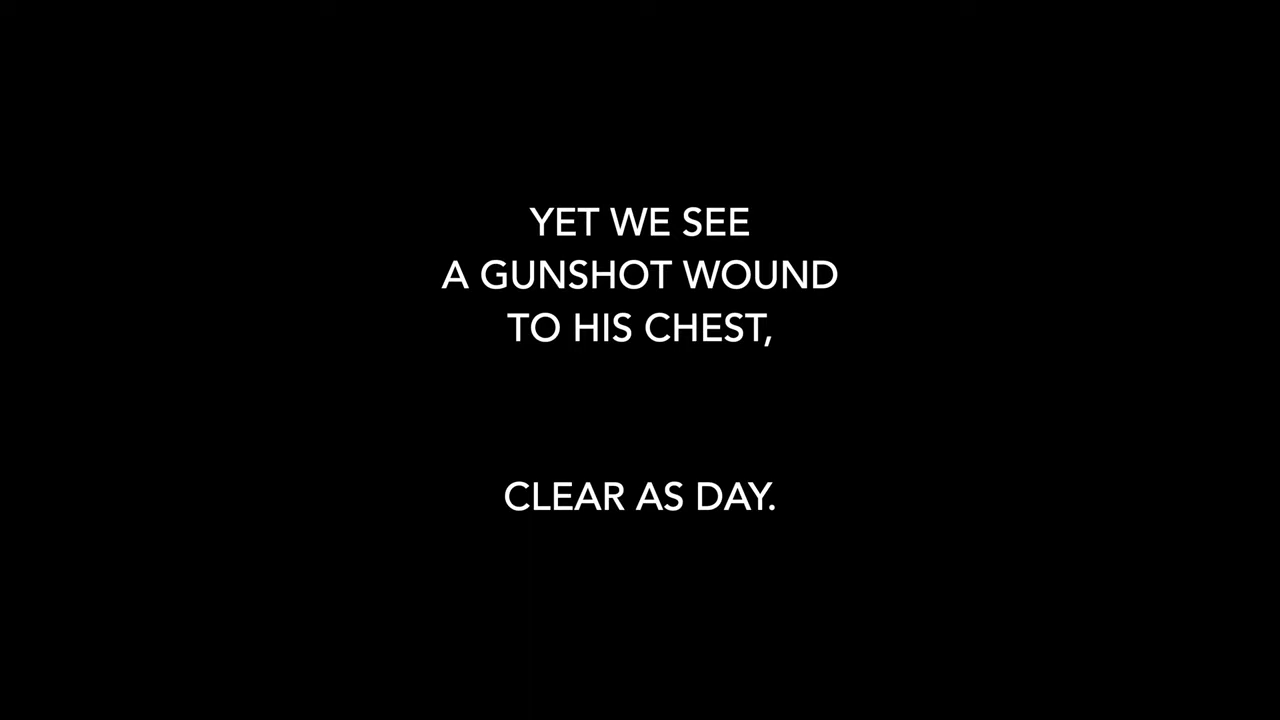 YET WE SEE
A GUNSHOT WOUND
TO HIS CHEST,
CLEAR AS DAY.